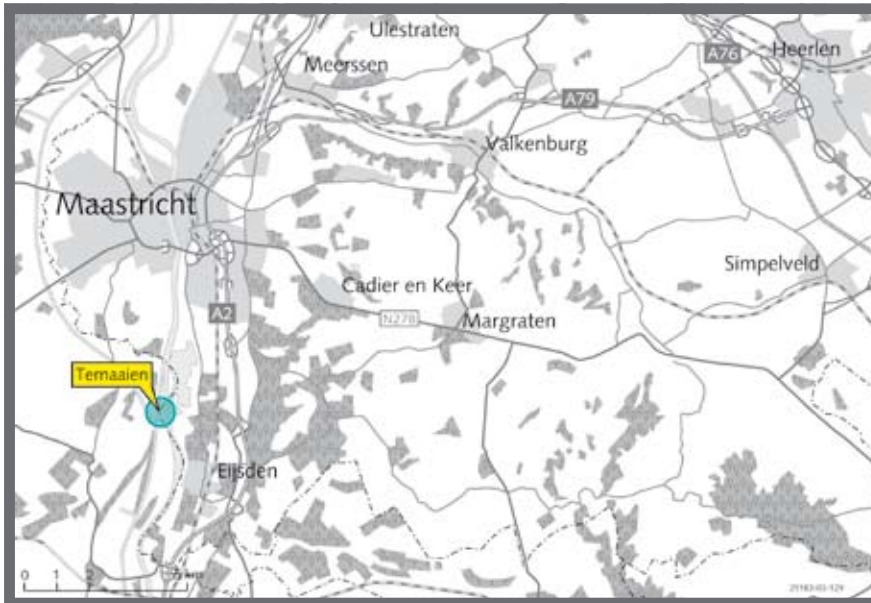 Ulestraten
A76
Heerlen
Meerssen
A79
Valkenburg
Maastricht
Simpelveld
Cadier en Keer
A2
N278
Margraten
Ternaaien
Eijsden
0 1 2